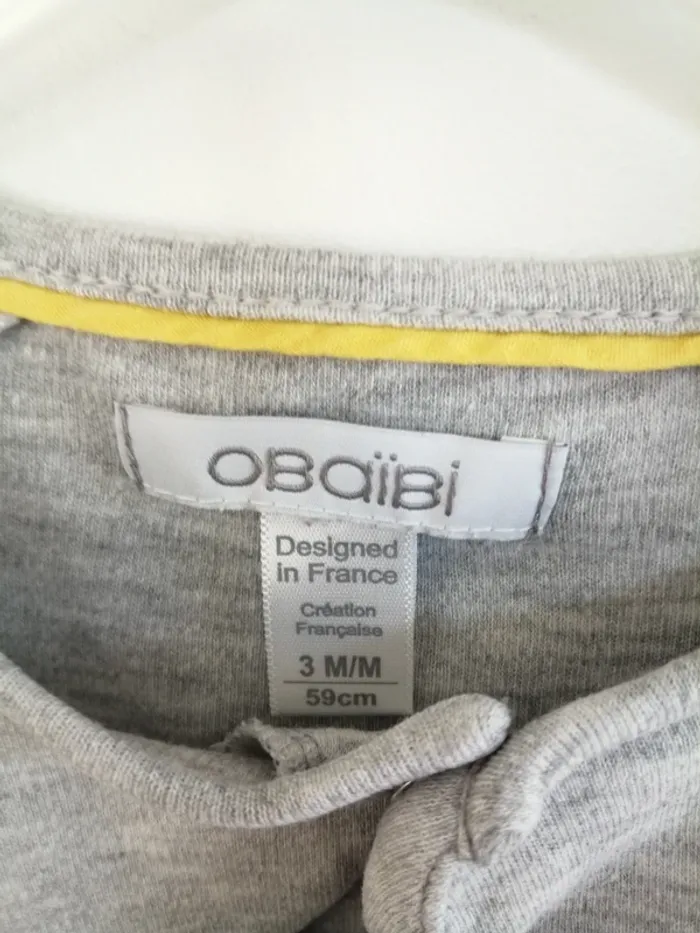 OBaïBi
Designed
in France
Création
Française
3 M/M
59cm